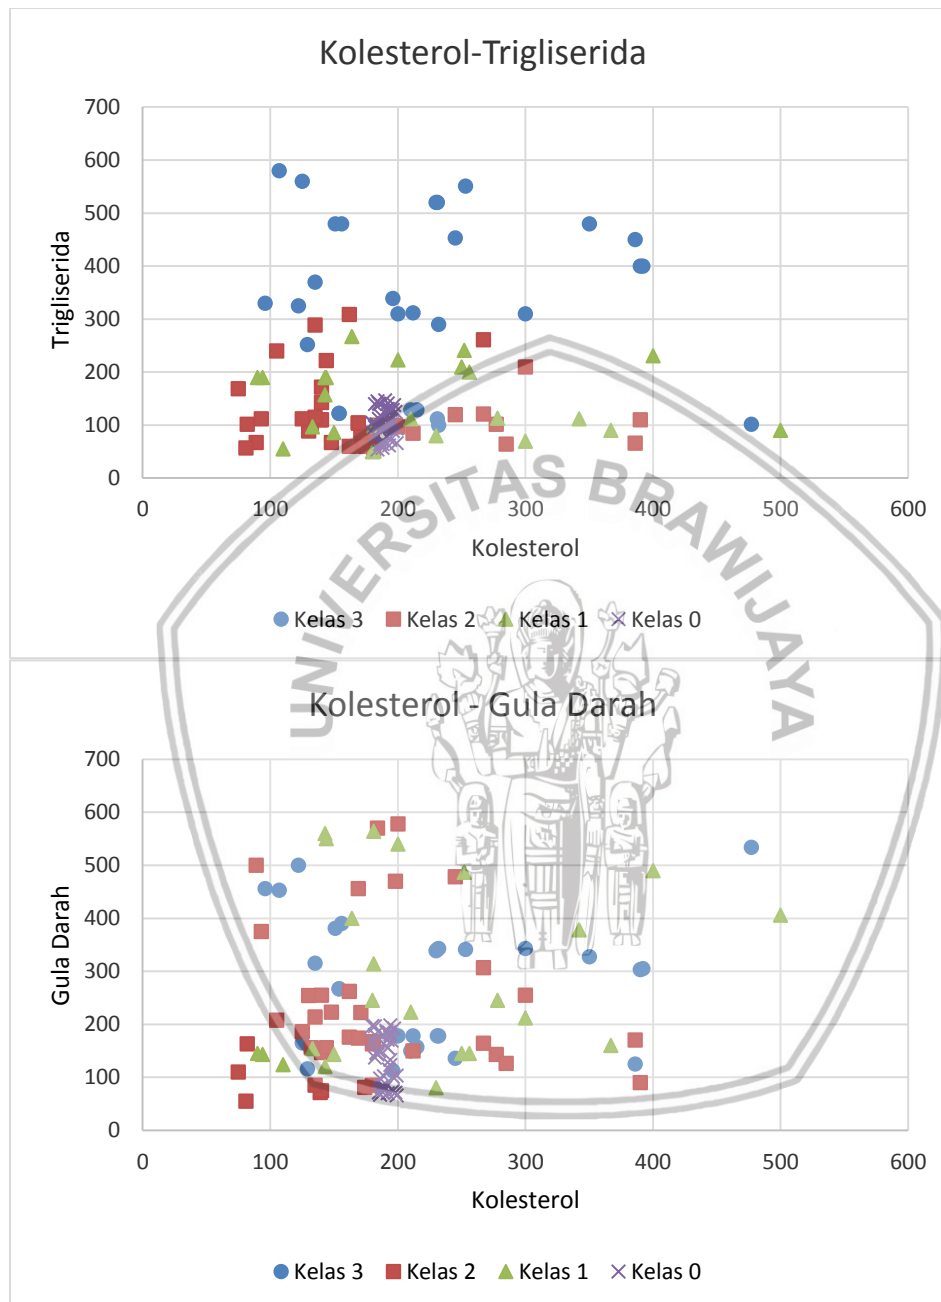 Kolesterol-Trigliserida
700
600
500
400
300
200
100
0
Trigliserida
0 100 200 300 400 500 600
Kolesterol
Kelas 3 Kelas 2 Kelas 1 Kelas 0
UNIVERSITAS BRAWIJAYA
Kolesterol - Gula Darah
700
600
500
400
300
200
100
0
Gula Darah
0 100 200 300 400 500 600
Kolesterol
Kelas 3 Kelas 2 Kelas 1 Kelas 0